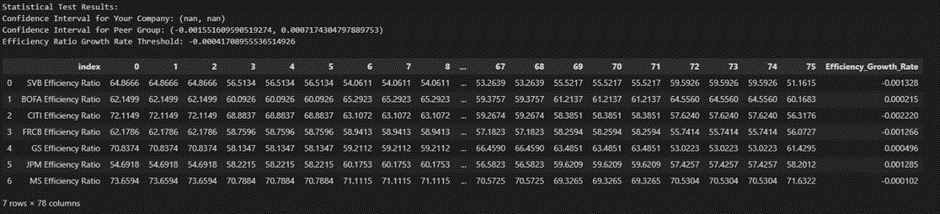 Statistical Test Results:
Confidence Interval for Your Company: (nan, nan)
Confidence Interval for Peer Group: (-0.001551609590519274, 0.0007174304797889753)
Efficiency Ratio Growth Rate Threshold: -0.00041708955536514926
index 0 1 2 3 4 5 6 7 8 ... 67 68 69 70 71 72 73 74 75 Efficiency_Growth_Rate
0 SVB Efficiency Ratio 64.8666 64.8666 64.8666 56.5134 56.5134 56.5134 54.0611 54.0611 54.0611 ... 53.2639 53.2639 55.5217 55.5217 55.5217 59.5926 59.5926 59.5926 51.1615 -0.001328
1 BOFA Efficiency Ratio 62.1499 62.1499 62.1499 60.0926 60.0926 60.0926 65.2923 65.2923 65.2923 ... 59.3757 59.3757 61.2137 61.2137 61.2137 64.5560 64.5560 64.5560 60.1683 0.000215
2 CITI Efficiency Ratio 72.1149 72.1149 72.1149 68.8837 68.8837 68.8837 63.1072 63.1072 63.1072 ... 59.2674 59.2674 58.3851 58.3851 58.3851 57.6240 57.6240 57.6240 56.3176 -0.002220
3 FRCB Efficiency Ratio 62.1786 62.1786 62.1786 58.7596 58.7596 58.7596 58.9413 58.9413 58.9413 ... 57.1823 57.1823 58.2594 58.2594 58.2594 55.7414 55.7414 55.7414 56.0727 -0.001266
4 GS Efficiency Ratio 70.8374 70.8374 70.8374 58.1347 58.1347 58.1347 59.2112 59.2112 59.2112 ... 66.4590 66.4590 63.4851 63.4851 63.4851 53.0223 53.0223 53.0223 61.4295 0.000496
5 JPM Efficiency Ratio 54.6918 54.6918 54.6918 58.2215 58.2215 58.2215 60.1753 60.1753 60.1753 ... 56.5823 56.5823 59.6209 59.6209 59.6209 57.4257 57.4257 57.4257 58.2012 0.001285
6 MS Efficiency Ratio 73.6594 73.6594 73.6594 70.7884 70.7884 70.7884 71.1115 71.1115 71.1115 ... 70.5725 70.5725 69.3265 69.3265 69.3265 70.5304 70.5304 70.5304 71.6322 -0.000102
7 rows × 78 columns